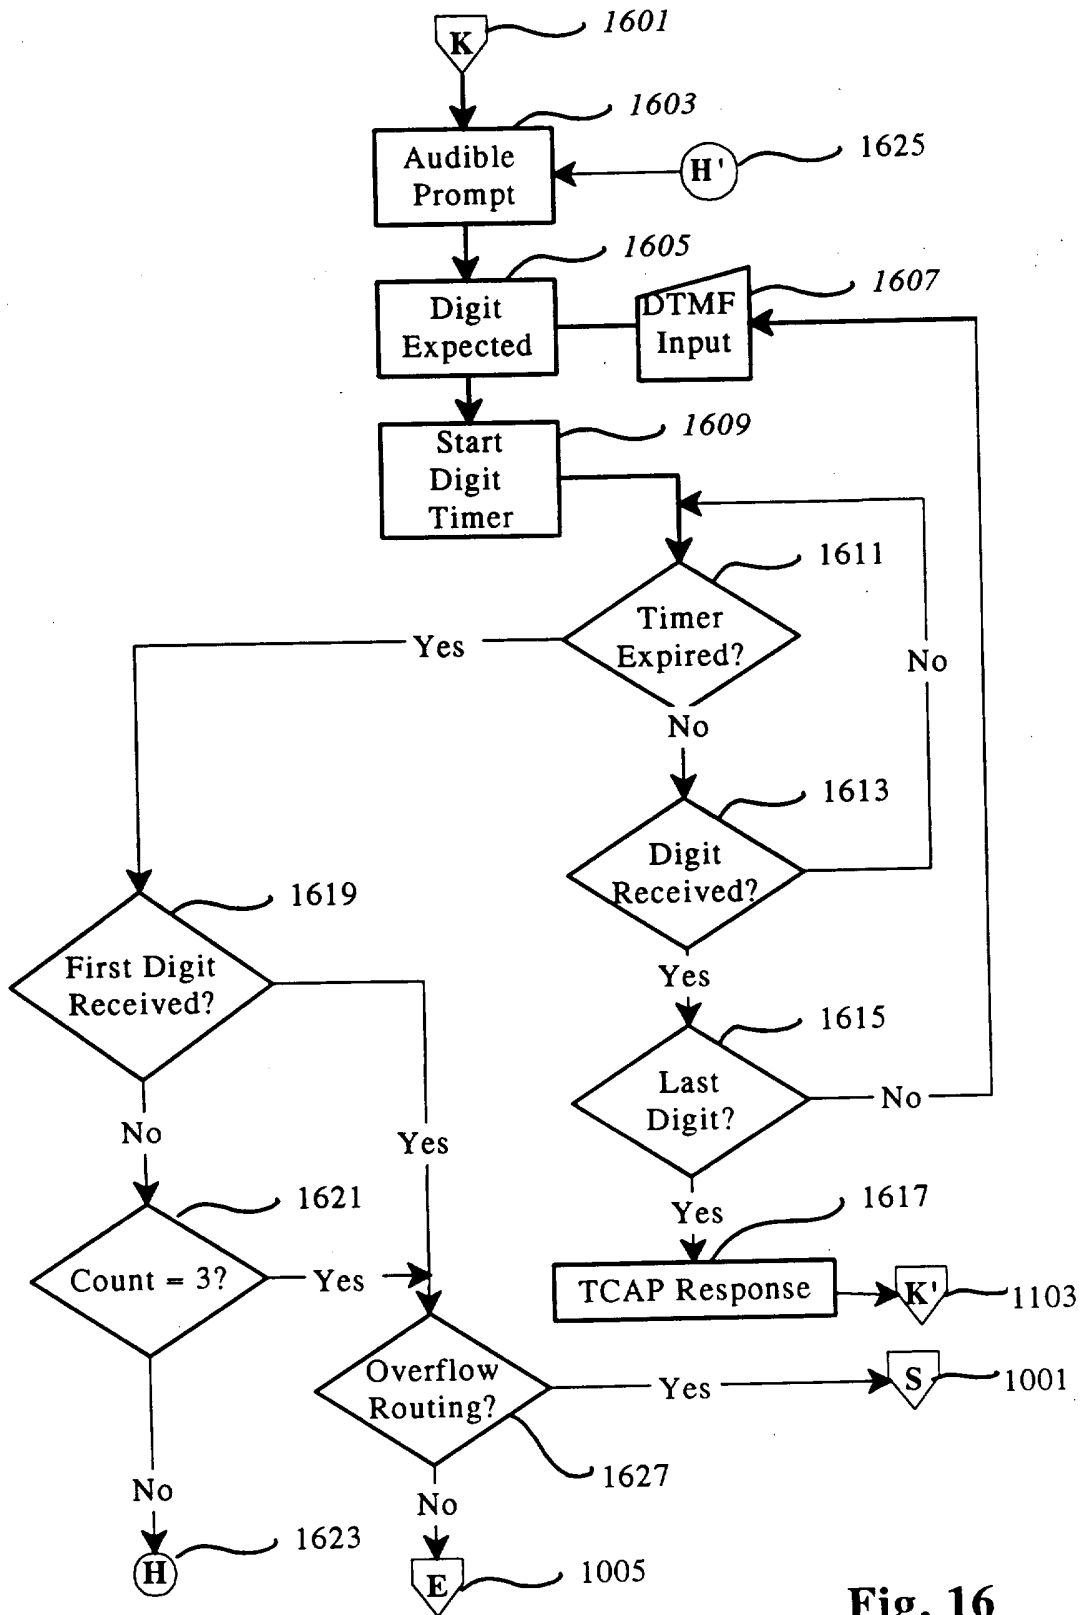 K
1601
1603
Audible
Prompt
H'
1625
1605
Digit
Expected
DTMF
Input
1607
Start
Digit
Timer
1609
1611
Timer
Expired?
Yes
No
No
1613
Digit
Received?
1619
First Digit
Received?
Yes
1615
Last
Digit?
No
No
Yes
1621
Count = 3?
Yes
Yes
1617
TCAP Response
K'
1103
Overflow
Routing?
Yes
S
1001
1627
No
No
H
1623
E
1005
Fig. 16